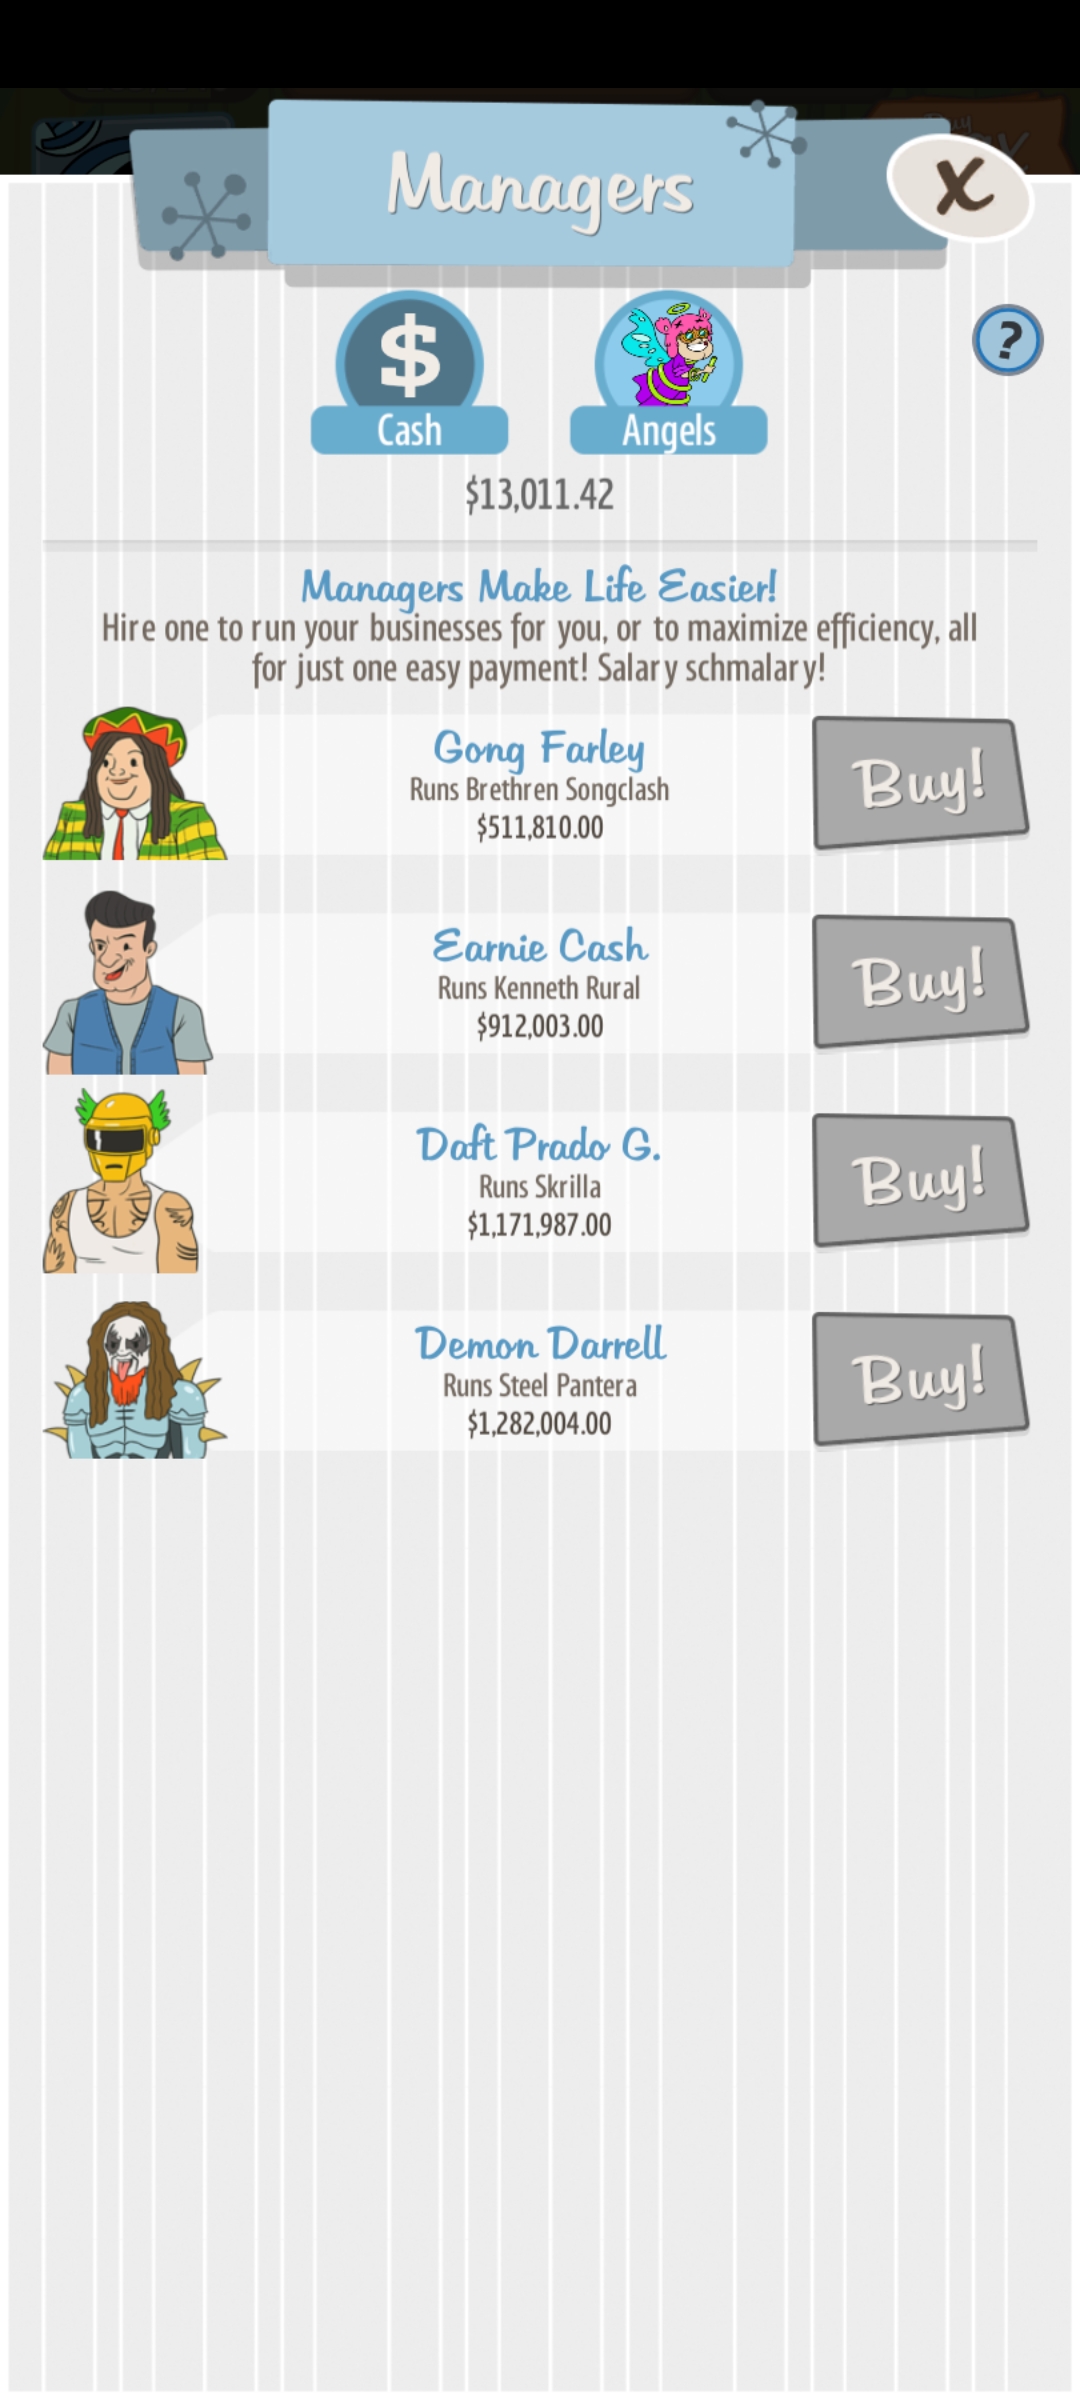 Managers
X
$
?
Cash
Angels
$13,011.42
Managers Make Life Easier!
Hire one to run your businesses for you, or to maximize efficiency, all
for just one easy payment! Salary schmalary!
Gong Farley
Runs Brethren Songclash
$511,810.00
Buy!
Earnie Cash
Runs Kenneth Rural
$912,003.00
Buy!
Daft Prado G.
Runs Skrilla
$1,171,987.00
Buy!
Demon Darrell
Runs Steel Pantera
$1,282,004.00
Buy!